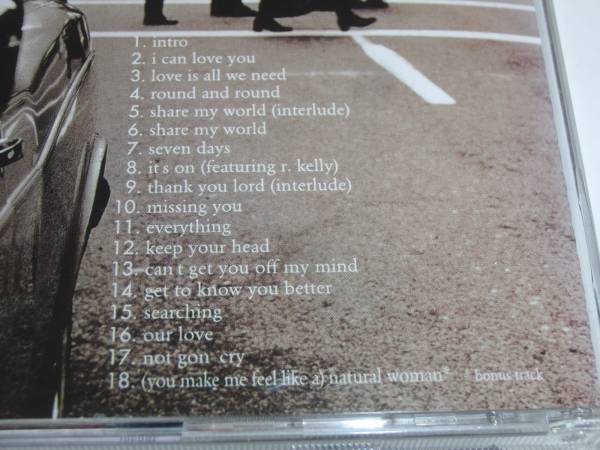 1. intro
2. i can love you
3. love is all we need
4. round and round
5. share my world (interlude)
6. share my world
7. seven days
8. it s on (featuring r. kelly)
9. thank you lord (interlude)
10. missing you
11. everything
12. keep your head
13. can t get you off my mind
14. get to know you better
15. searching
16. our love
17. not gon cry
18. (you make me feel like a) natural woman* bonus track